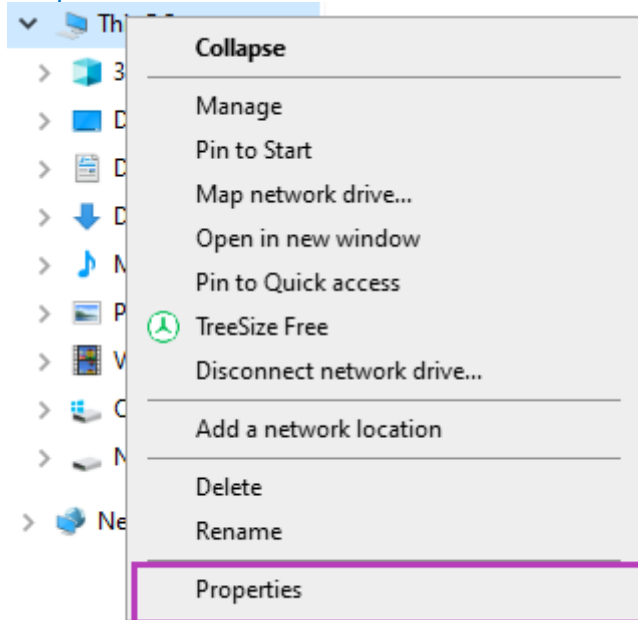 Collapse
Manage
Pin to Start
Map network drive...
Open in new window
Pin to Quick access
TreeSize Free
Disconnect network drive...
Add a network location
Delete
Rename
Properties